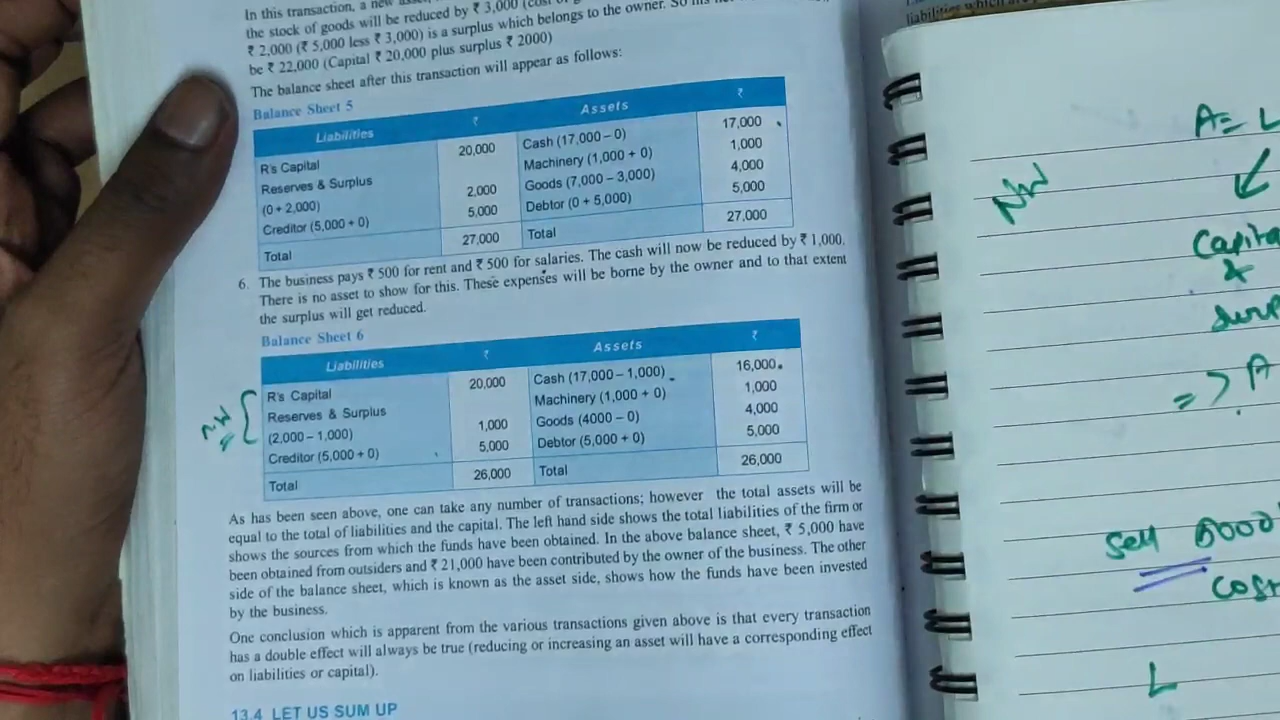 In this transaction, a new
the stock of goods will be reduced by ₹ 3,000 (cost of
₹ 2,000 (₹ 5,000 less ₹ 3,000) is a surplus which belongs to the owner. So his
be ₹ 22,000 (Capital ₹ 20,000 plus surplus ₹ 2000)
The balance sheet after this transaction will appear as follows:
Balance Sheet 5
Liabilities ₹ Assets ₹
R's Capital 20,000 Cash (17,000 – 0) 17,000
Reserves & Surplus Machinery (1,000 + 0) 1,000
(0 + 2,000) 2,000 Goods (7,000 – 3,000) 4,000
Creditor (5,000 + 0) 5,000 Debtor (0 + 5,000) 5,000
Total 27,000 Total 27,000
6. The business pays ₹ 500 for rent and ₹ 500 for salaries. The cash will now be reduced by ₹ 1,000.
There is no asset to show for this. These expenses will be borne by the owner and to that extent
the surplus will get reduced.
Balance Sheet 6
Liabilities ₹ Assets ₹
R's Capital 20,000 Cash (17,000 – 1,000) 16,000
Reserves & Surplus Machinery (1,000 + 0) 1,000
(2,000 – 1,000) 1,000 Goods (4000 – 0) 4,000
Creditor (5,000 + 0) 5,000 Debtor (5,000 + 0) 5,000
Total 26,000 Total 26,000
N.W
As has been seen above, one can take any number of transactions; however the total assets will be
equal to the total of liabilities and the capital. The left hand side shows the total liabilities of the firm or
shows the sources from which the funds have been obtained. In the above balance sheet, ₹ 5,000 have
been obtained from outsiders and ₹ 21,000 have been contributed by the owner of the business. The other
side of the balance sheet, which is known as the asset side, shows how the funds have been invested
by the business.
One conclusion which is apparent from the various transactions given above is that every transaction
has a double effect will always be true (reducing or increasing an asset will have a corresponding effect
on liabilities or capital).
13.4 LET US SUM UP
liabilities which
A = L
NW
↙
Capita
&
Surp
=> A
Sell 5000
Cost
L